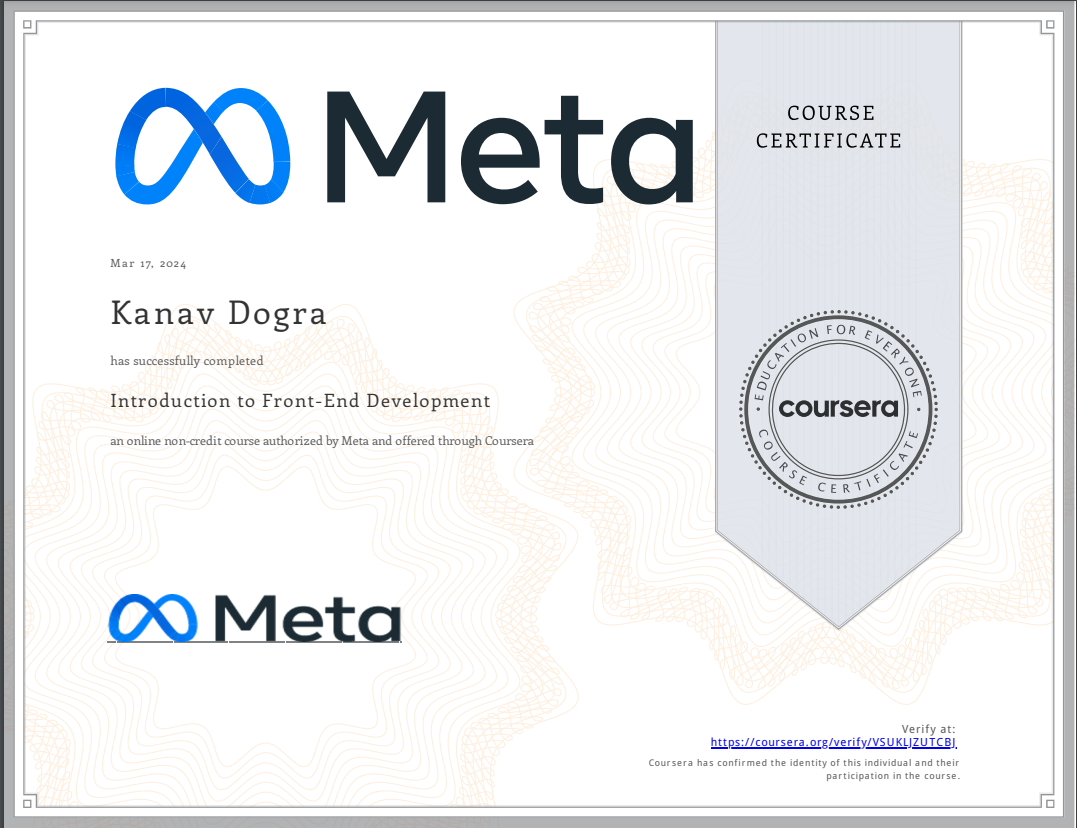 Meta
COURSE
CERTIFICATE
Mar 17, 2024
Kanav Dogra
has successfully completed
Introduction to Front-End Development
an online non-credit course authorized by Meta and offered through Coursera
EDUCATION FOR EVERYONE
coursera
COURSE CERTIFICATE
Meta
Verify at:
https://coursera.org/verify/VSUKLJZUTCBJ
Coursera has confirmed the identity of this individual and their
participation in the course.